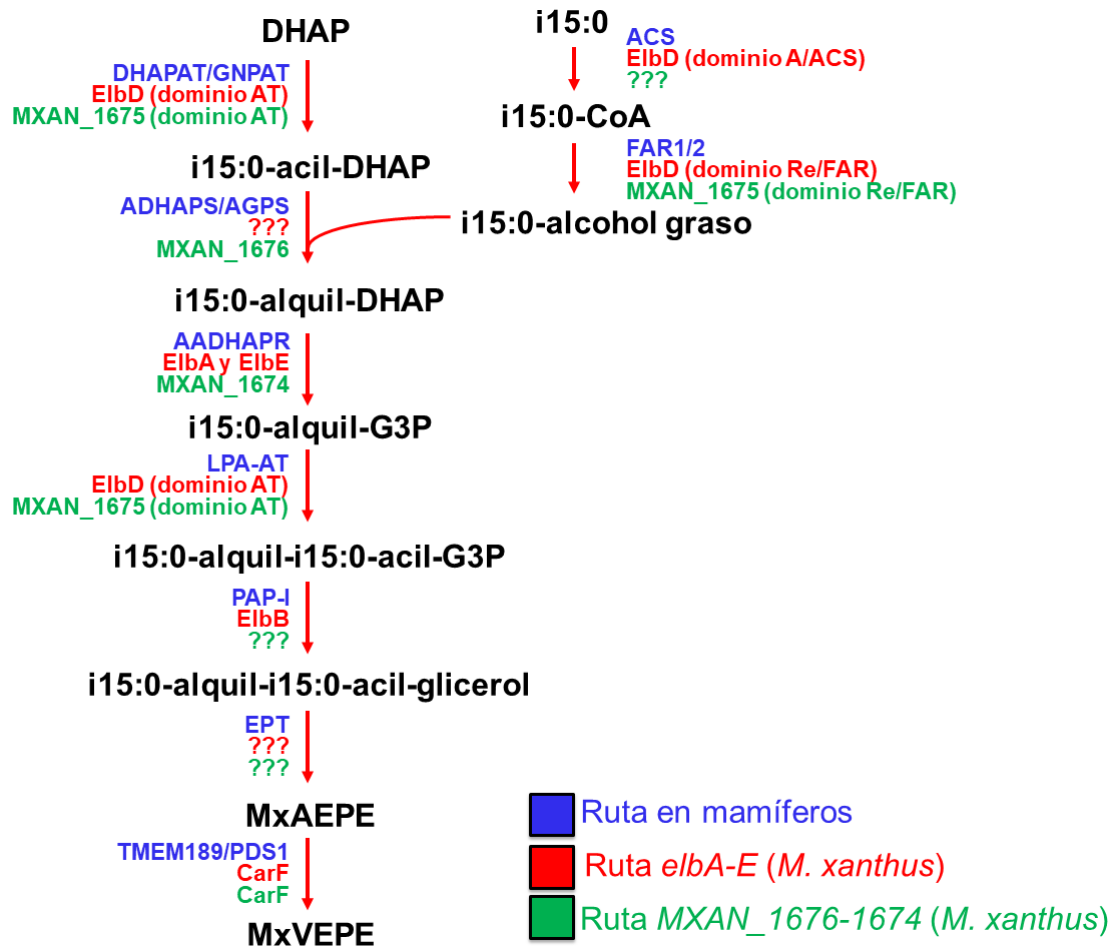 DHAP
DHAPAT/GNPAT
ElbD (dominio AT)
MXAN_1675 (dominio AT)
i15:0-acil-DHAP
ADHAPS/AGPS
???
MXAN_1676
i15:0
ACS
ElbD (dominio A/ACS)
???
i15:0-CoA
FAR1/2
ElbD (dominio Re/FAR)
MXAN_1675 (dominio Re/FAR)
i15:0-alcohol graso
i15:0-alquil-DHAP
AADHAPR
ElbA y ElbE
MXAN_1674
i15:0-alquil-G3P
LPA-AT
ElbD (dominio AT)
MXAN_1675 (dominio AT)
i15:0-alquil-i15:0-acil-G3P
PAP-I
ElbB
???
i15:0-alquil-i15:0-acil-glicerol
EPT
???
???
MxAEPE
TMEM189/PDS1
CarF
CarF
MxVEPE
Ruta en mamíferos
Ruta elbA-E (M. xanthus)
Ruta MXAN_1676-1674 (M. xanthus)